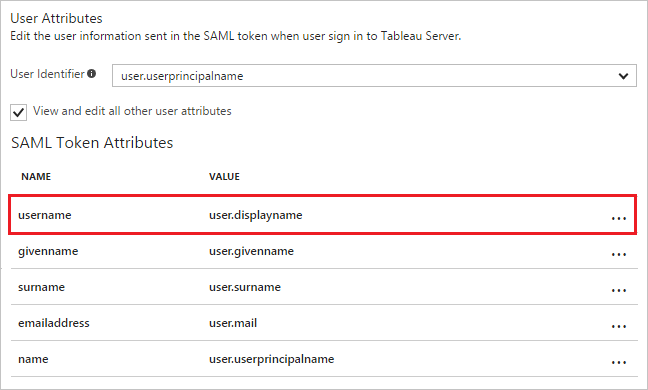 User Attributes
Edit the user information sent in the SAML token when user sign in to Tableau Server.
User Identifier
user.userprincipalname
View and edit all other user attributes
SAML Token Attributes
NAME VALUE
username user.displayname ...
givenname user.givenname ...
surname user.surname ...
emailaddress user.mail ...
name user.userprincipalname ...